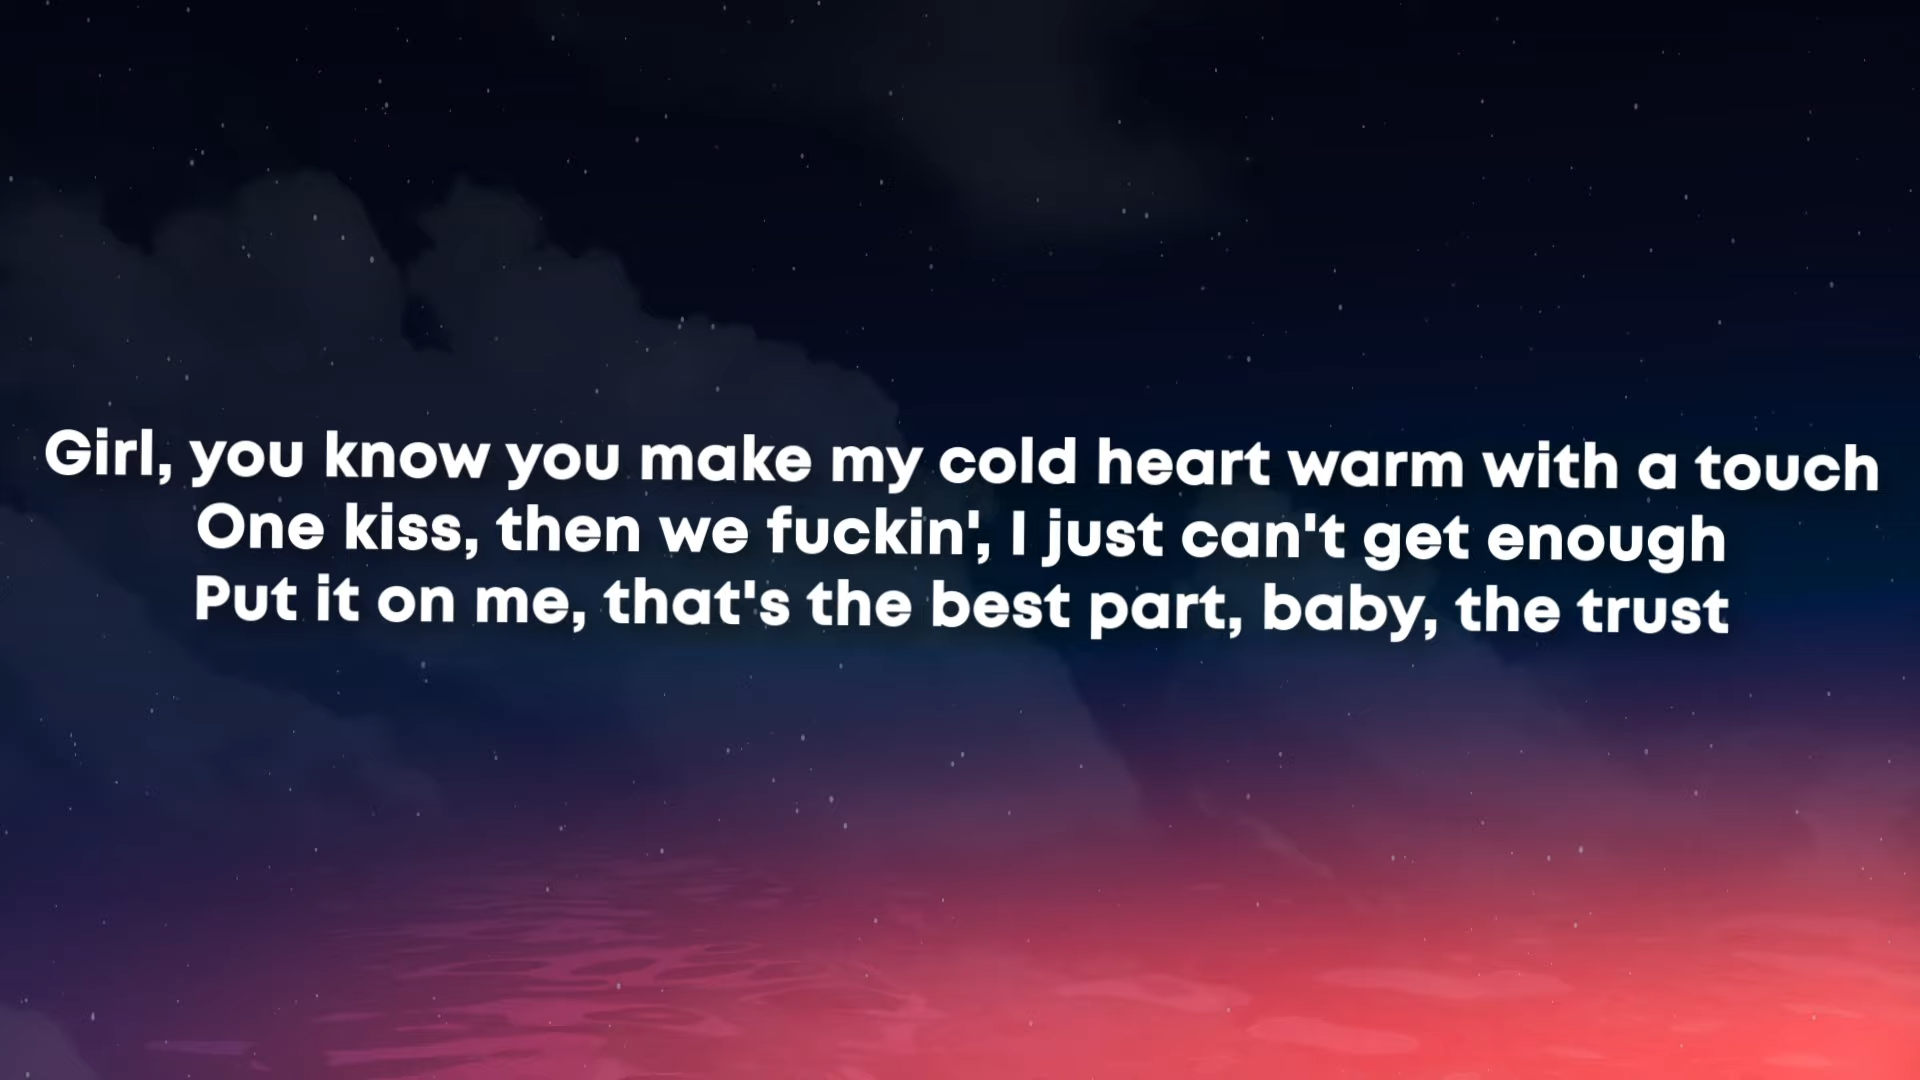 Girl, you know you make my cold heart warm with a touch
One kiss, then we fuckin', I just can't get enough
Put it on me, that's the best part, baby, the trust